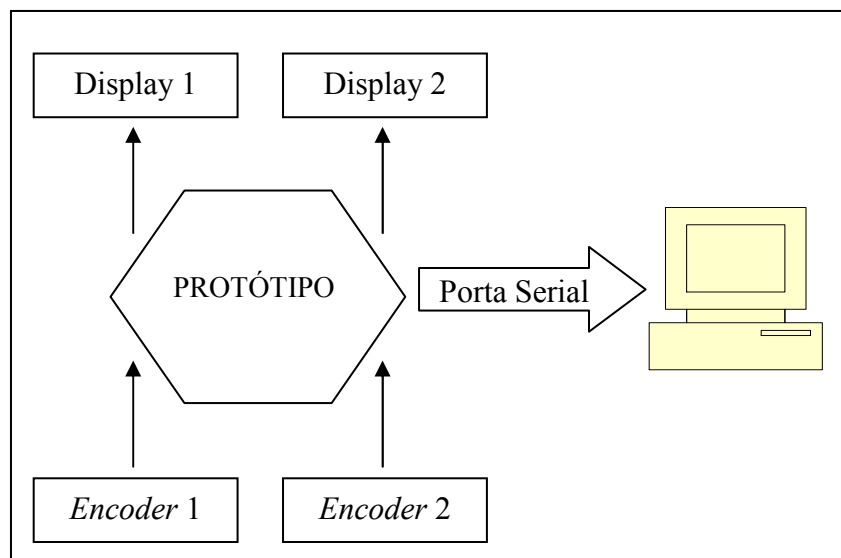 Display 1
Display 2
PROTÓTIPO
Porta Serial
Encoder 1
Encoder 2